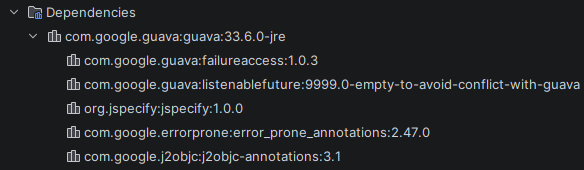 Dependencies
com.google.guava:guava:33.6.0-jre
com.google.guava:failureaccess:1.0.3
com.google.guava:listenablefuture:9999.0-empty-to-avoid-conflict-with-guava
org.jspecify:jspecify:1.0.0
com.google.errorprone:error_prone_annotations:2.47.0
com.google.j2objc:j2objc-annotations:3.1